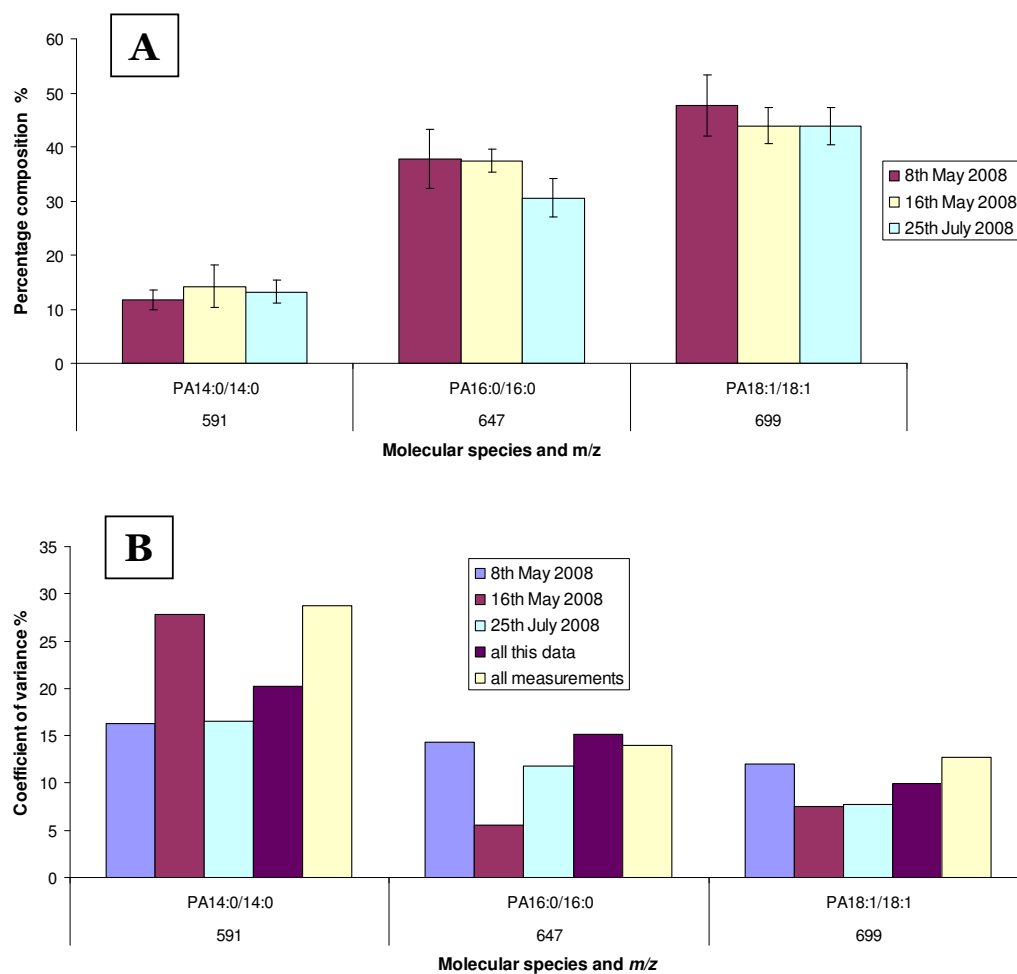 A
Percentage composition %
60
50
40
30
20
10
0
8th May 2008
16th May 2008
25th July 2008
PA14:0/14:0 PA16:0/16:0 PA18:1/18:1
591 647 699
Molecular species and m/z
B
Coefficient of variance %
35
30
25
20
15
10
5
0
8th May 2008
16th May 2008
25th July 2008
all this data
all measurements
PA14:0/14:0 PA16:0/16:0 PA18:1/18:1
591 647 699
Molecular species and m/z